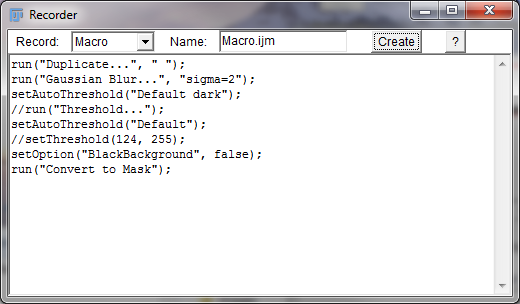 Recorder
Record: Macro Name: Macro.ijm Create ?
run("Duplicate...", " ");
run("Gaussian Blur...", "sigma=2");
setAutoThreshold("Default dark");
//run("Threshold...");
setAutoThreshold("Default");
//setThreshold(124, 255);
setOption("BlackBackground", false);
run("Convert to Mask");